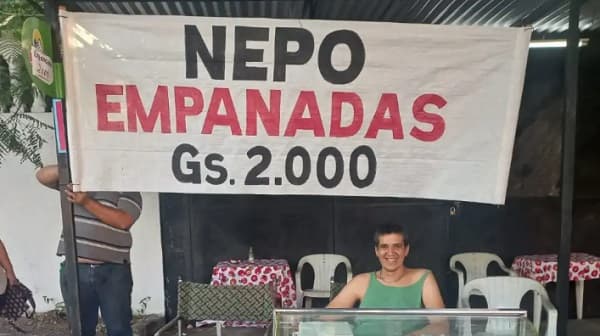 NEPO
EMPANADAS
Gs. 2.000